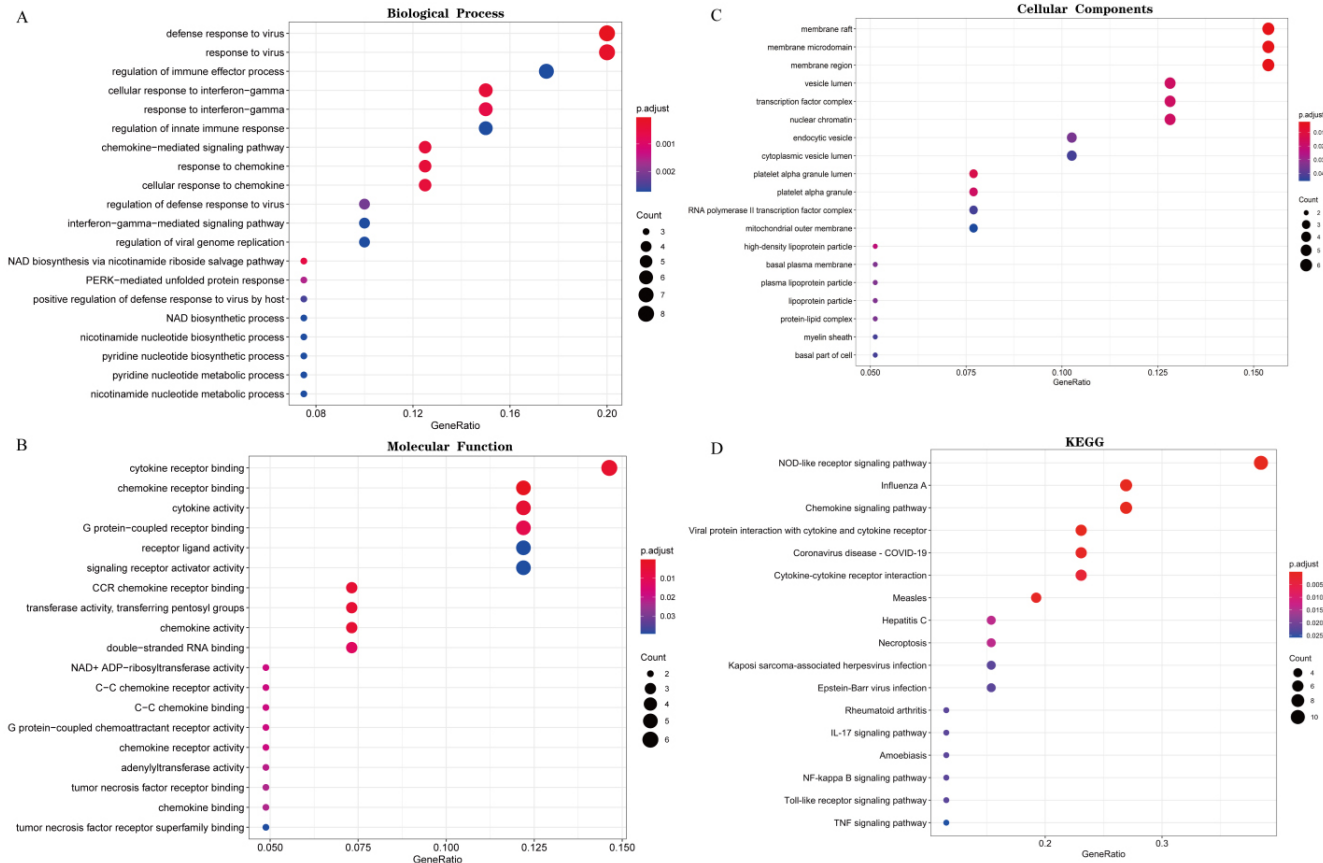 A
Biological Process
defense response to virus
response to virus
regulation of immune effector process
cellular response to interferon−gamma
response to interferon−gamma
regulation of innate immune response
chemokine−mediated signaling pathway
response to chemokine
cellular response to chemokine
regulation of defense response to virus
interferon−gamma−mediated signaling pathway
regulation of viral genome replication
NAD biosynthesis via nicotinamide riboside salvage pathway
PERK−mediated unfolded protein response
positive regulation of defense response to virus by host
NAD biosynthetic process
nicotinamide nucleotide biosynthetic process
pyridine nucleotide biosynthetic process
pyridine nucleotide metabolic process
nicotinamide nucleotide metabolic process
0.08 0.12 0.16 0.20
GeneRatio
p.adjust
0.001
0.002
Count
3
4
5
6
7
8
C
Cellular Components
membrane raft
membrane microdomain
membrane region
vesicle lumen
transcription factor complex
nuclear chromatin
endocytic vesicle
cytoplasmic vesicle lumen
platelet alpha granule lumen
platelet alpha granule
RNA polymerase II transcription factor complex
mitochondrial outer membrane
high-density lipoprotein particle
basal plasma membrane
plasma lipoprotein particle
lipoprotein particle
protein-lipid complex
myelin sheath
basal part of cell
0.050 0.075 0.100 0.125 0.150
GeneRatio
p.adjust
Count
2
3
4
5
6
B
Molecular Function
cytokine receptor binding
chemokine receptor binding
cytokine activity
G protein−coupled receptor binding
receptor ligand activity
signaling receptor activator activity
CCR chemokine receptor binding
transferase activity, transferring pentosyl groups
chemokine activity
double−stranded RNA binding
NAD+ ADP−ribosyltransferase activity
C−C chemokine receptor activity
C−C chemokine binding
G protein−coupled chemoattractant receptor activity
chemokine receptor activity
adenylyltransferase activity
tumor necrosis factor receptor binding
chemokine binding
tumor necrosis factor receptor superfamily binding
0.050 0.075 0.100 0.125 0.150
GeneRatio
p.adjust
0.01
0.02
0.03
Count
2
3
4
5
6
D
KEGG
NOD-like receptor signaling pathway
Influenza A
Chemokine signaling pathway
Viral protein interaction with cytokine and cytokine receptor
Coronavirus disease - COVID-19
Cytokine-cytokine receptor interaction
Measles
Hepatitis C
Necroptosis
Kaposi sarcoma-associated herpesvirus infection
Epstein-Barr virus infection
Rheumatoid arthritis
IL-17 signaling pathway
Amoebiasis
NF-kappa B signaling pathway
Toll-like receptor signaling pathway
TNF signaling pathway
0.2 0.3
GeneRatio
p.adjust
0.005
0.010
0.015
0.020
0.025
Count
4
6
8
10